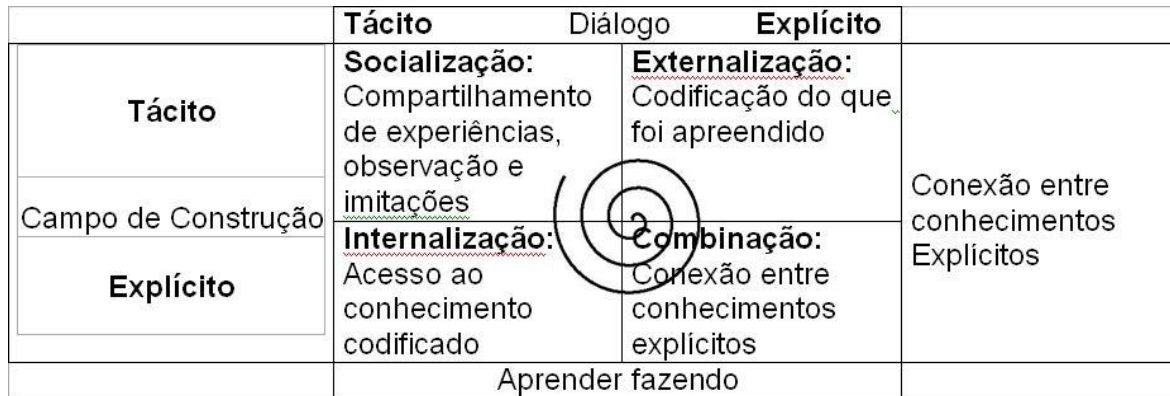 Tácito Diálogo Explícito
Tácito
Campo de Construção
Explícito
Socialização:
Compartilhamento
de experiências,
observação e
imitações
Externalização:
Codificação do que
foi apreendido
Internalização:
Acesso ao
conhecimento
codificado
Combinação:
Conexão entre
conhecimentos
explícitos
Conexão entre
conhecimentos
Explícitos
Aprender fazendo